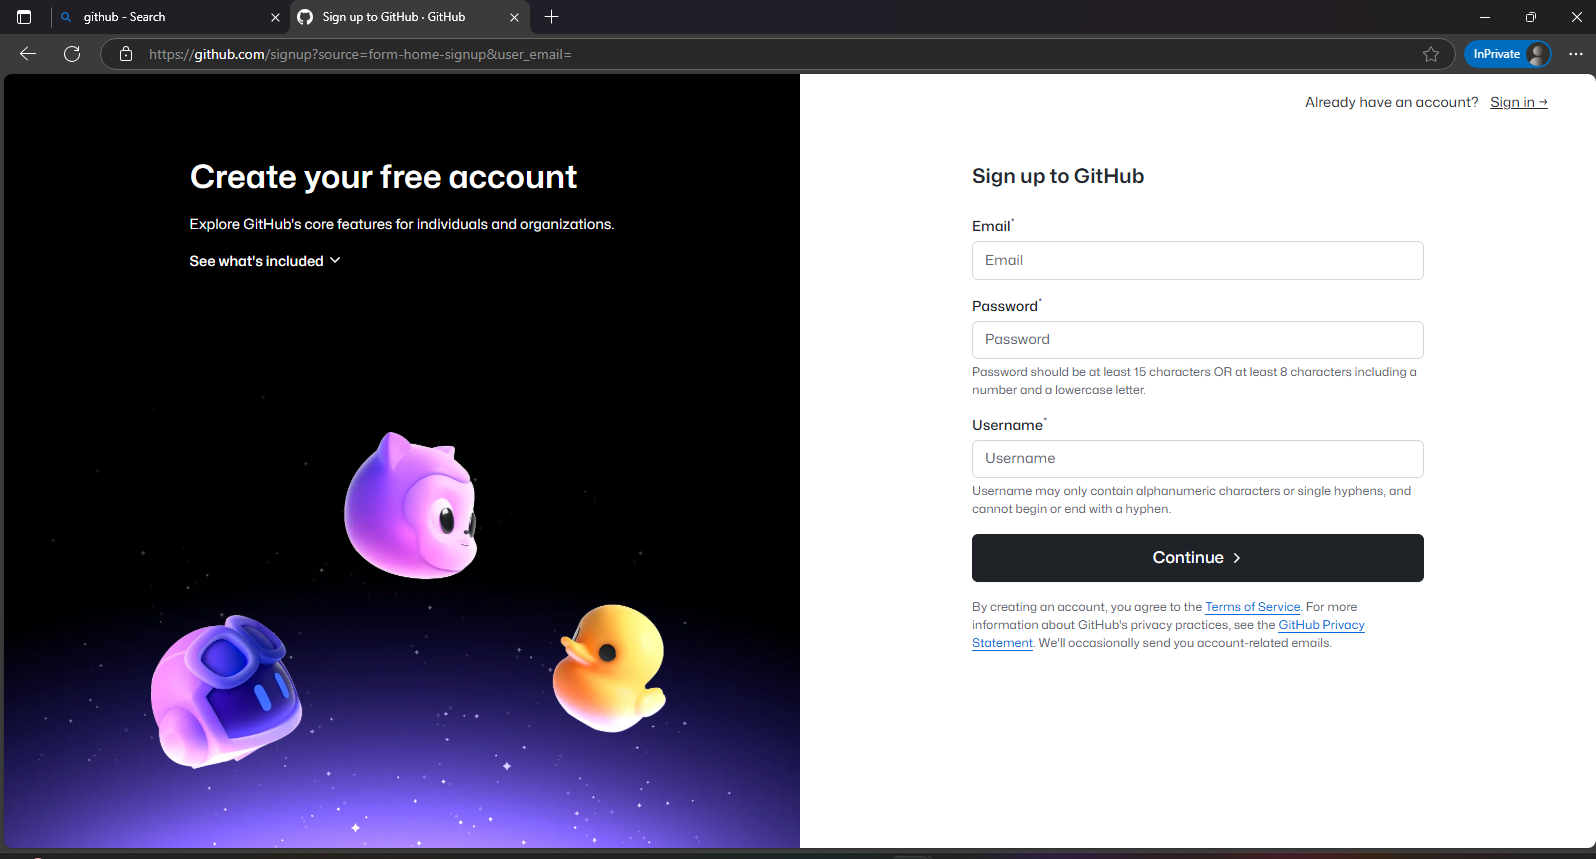 github - Search
Sign up to GitHub · GitHub
https://github.com/signup?source=form-home-signup&user_email=
InPrivate
Already have an account? Sign in →
Create your free account
Explore GitHub's core features for individuals and organizations.
See what's included
Sign up to GitHub
Email*
Email
Password*
Password
Password should be at least 15 characters OR at least 8 characters including a
number and a lowercase letter.
Username*
Username
Username may only contain alphanumeric characters or single hyphens, and
cannot begin or end with a hyphen.
Continue
By creating an account, you agree to the Terms of Service. For more
information about GitHub's privacy practices, see the GitHub Privacy
Statement. We'll occasionally send you account-related emails.